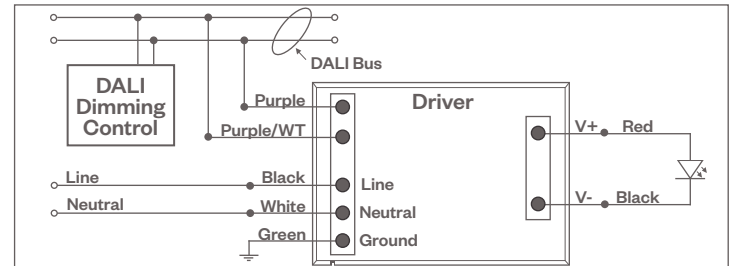 DALI Bus
DALI
Dimming
Control
Driver
Purple
Purple/WT
V+ Red
Line Black Line
Neutral White Neutral
V- Black
Green Ground